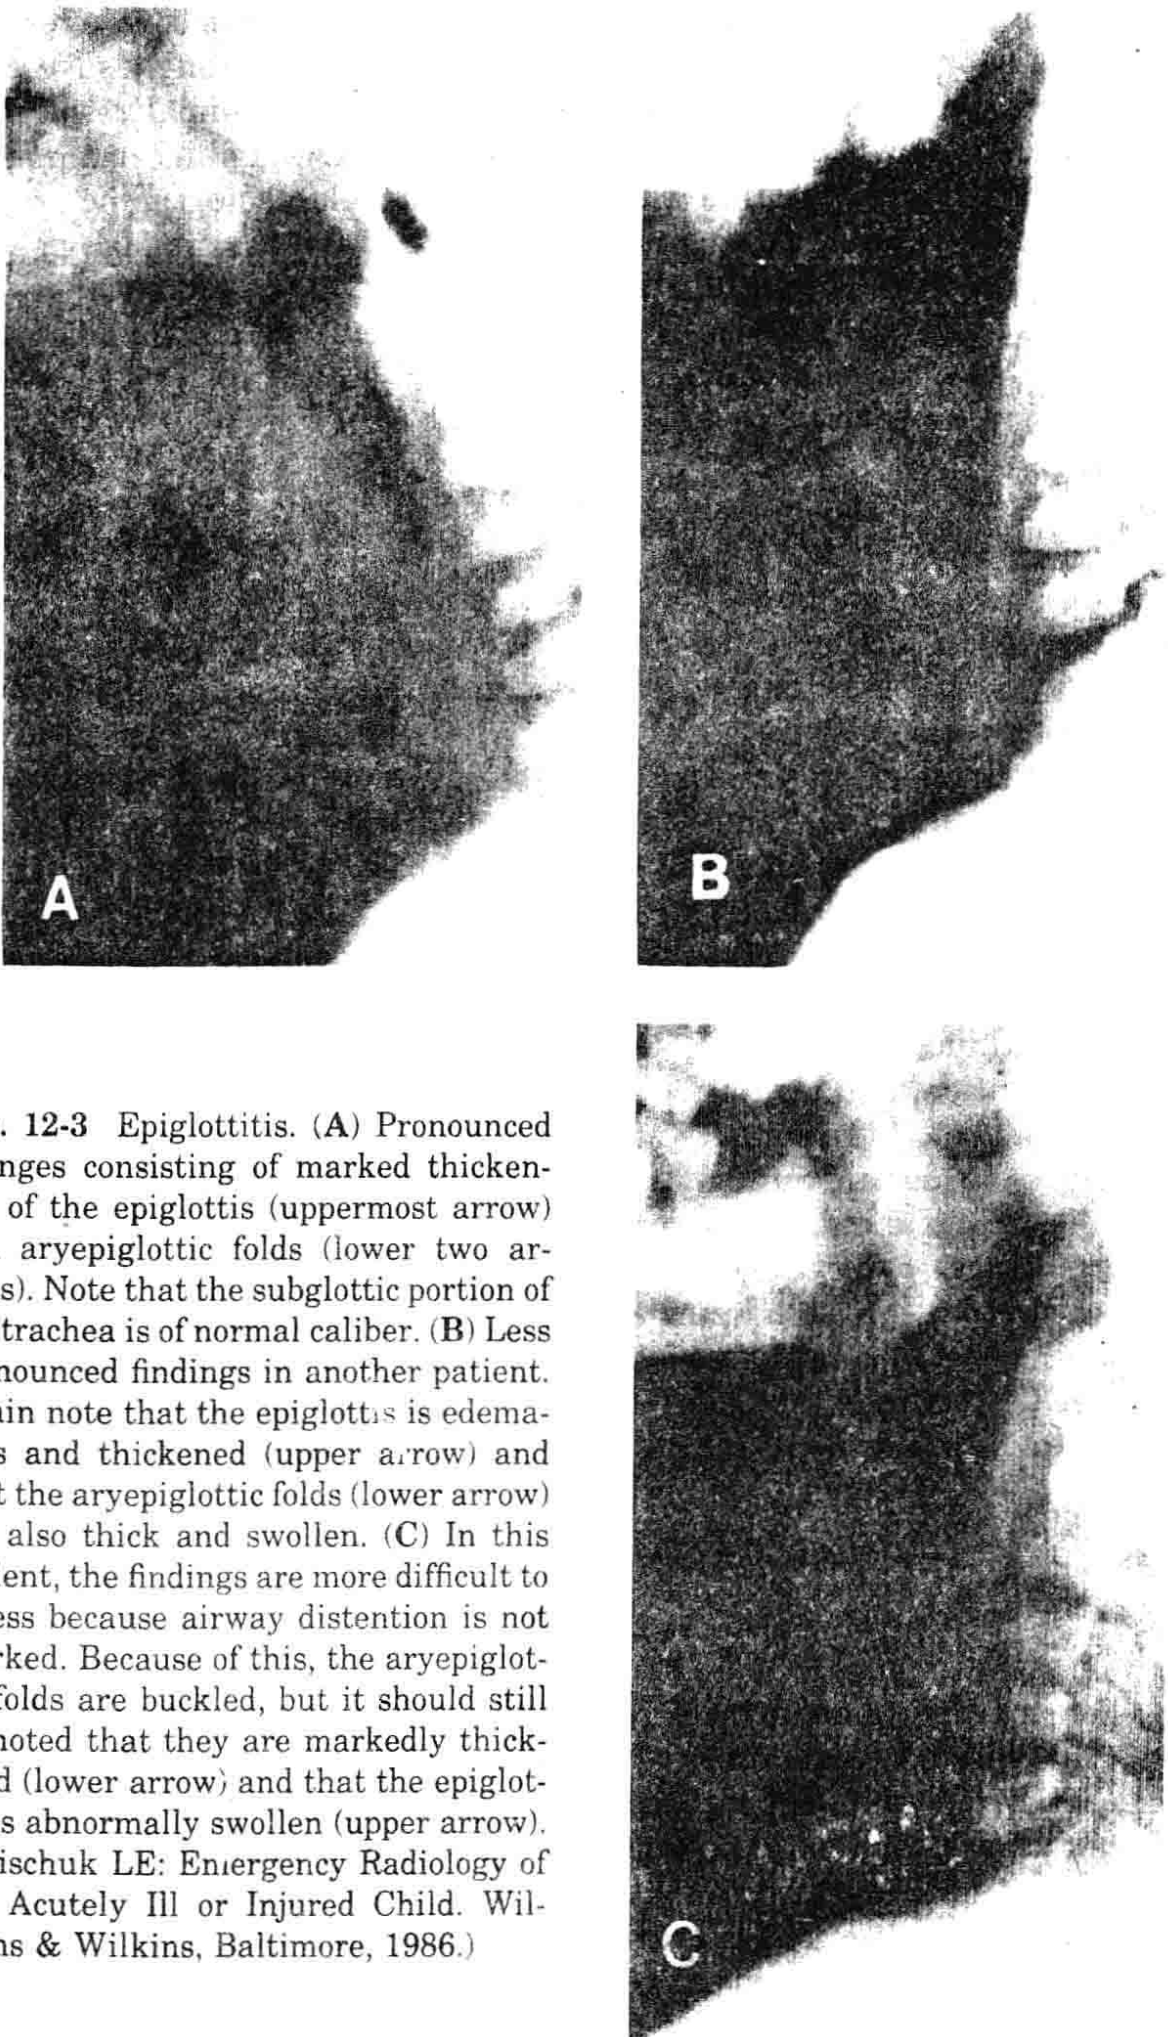 A
B
. 12-3 Epiglottitis. (A) Pronounced
nges consisting of marked thicken-
of the epiglottis (uppermost arrow)
aryepiglottic folds (lower two ar-
s). Note that the subglottic portion of
trachea is of normal caliber. (B) Less
nounced findings in another patient.
in note that the epiglottis is edema-
s and thickened (upper arrow) and
t the aryepiglottic folds (lower arrow)
also thick and swollen. (C) In this
ent, the findings are more difficult to
ess because airway distention is not
rked. Because of this, the aryepiglot-
folds are buckled, but it should still
noted that they are markedly thick-
d (lower arrow) and that the epiglot-
s abnormally swollen (upper arrow).
ischuk LE: Emergency Radiology of
Acutely Ill or Injured Child. Wil-
ns & Wilkins, Baltimore, 1986.)
C